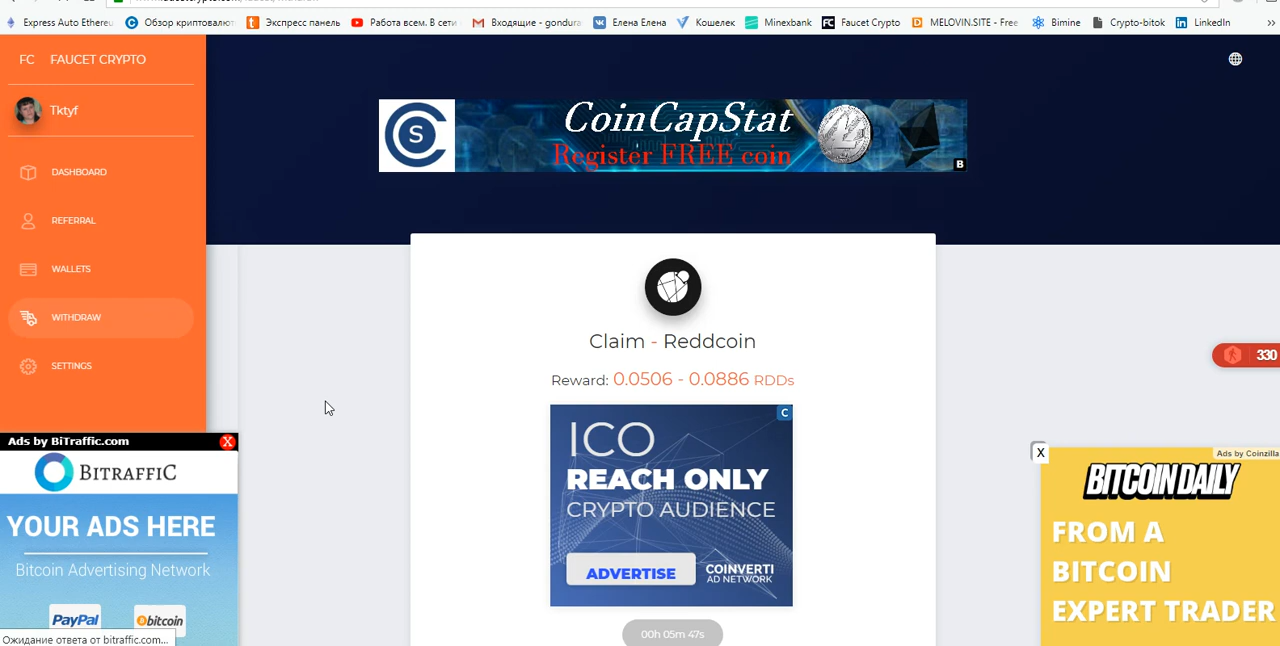 Express Auto Ethereu
Обзор криптовалют
Экспресс панель
Работа всем. В сети
Входящие - gondura
Елена Елена
Кошелек
Minexbank
Faucet Crypto
MELOVIN.SITE - Free
Bimine
Crypto-bitok
LinkedIn
»
FC FAUCET CRYPTO
Tktyf
DASHBOARD
REFERRAL
WALLETS
WITHDRAW
SETTINGS
S
CoinCapStat
Register FREE coin
B
Claim - Reddcoin
Reward: 0.0506 - 0.0886 RDDs
C
ICO
REACH ONLY
CRYPTO AUDIENCE
ADVERTISE
COINVERTI
AD NETWORK
00h 05m 47s
330
Ads by BiTraffic.com
X
BITRAFFIC
YOUR ADS HERE
Bitcoin Advertising Network
PayPal
bitcoin
Ожидание ответа от bitraffic.com...
X
Ads by Coinzilla
BITCOIN DAILY
FROM A
BITCOIN
EXPERT TRADER